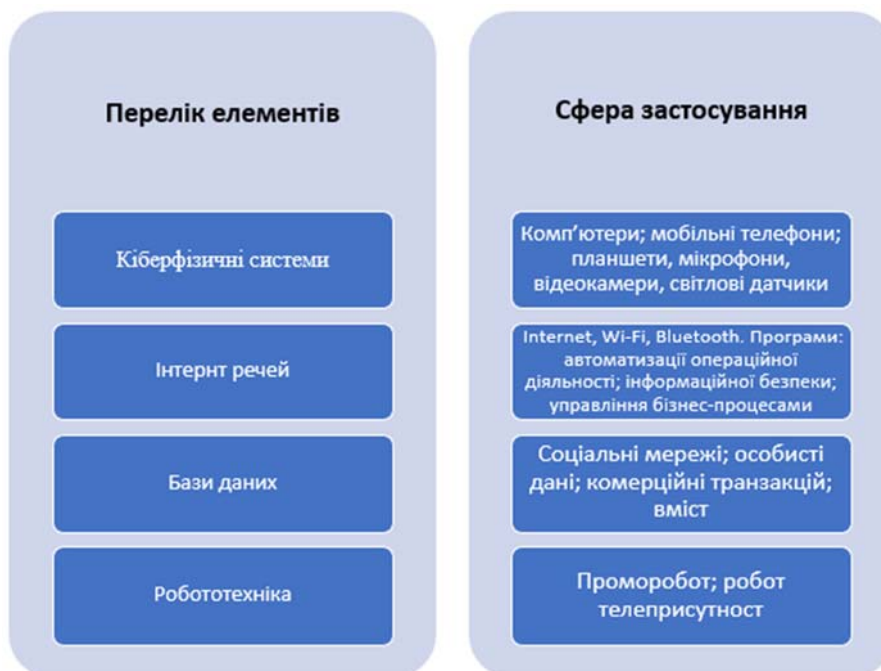 Перелік елементів
Кіберфізичні системи
Інтернт речей
Бази даних
Робототехніка
Сфера застосування
Комп’ютери; мобільні телефони;
планшети, мікрофони,
відеокамери, світлові датчики
Internet, Wi-Fi, Bluetooth. Програми:
автоматизації операційної
діяльності; інформаційної безпеки;
управління бізнес-процесами
Соціальні мережі; особисті
дані; комерційні транзакцій;
вміст
Проморобот; робот
телеприсутност